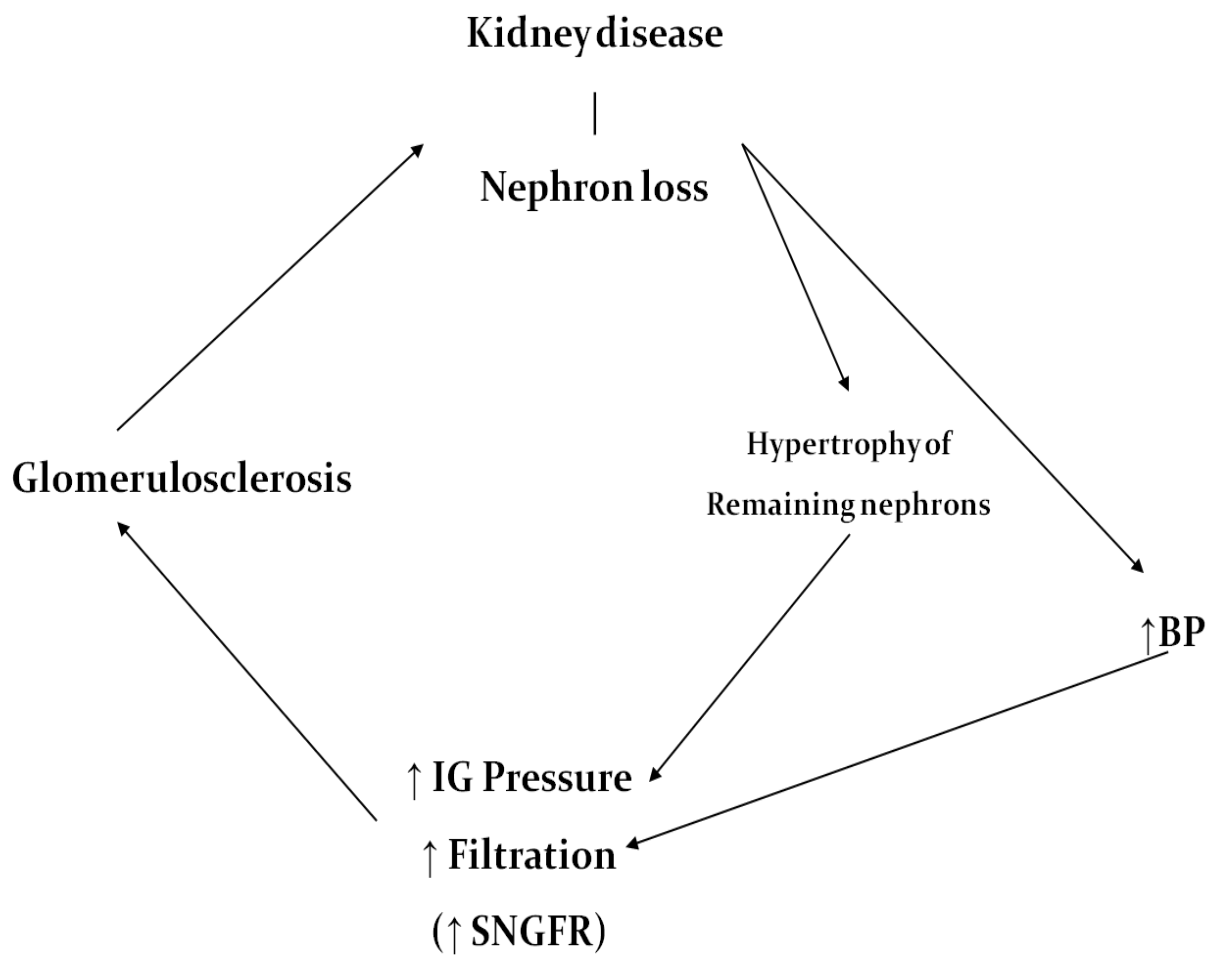 Kidney disease
Nephron loss
Hypertrophy of
Remaining nephrons
Glomerulosclerosis
↑BP
↑ IG Pressure
↑ Filtration
(↑ SNGFR)